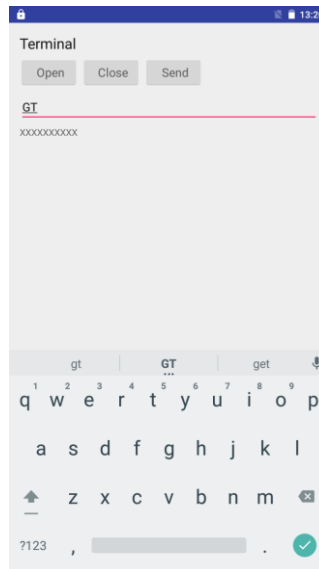 13:20
Terminal
Open Close Send
GT
xxxxxxxxxx
gt GT get
1 2 3 4 5 6 7 8 9
q w e r t y u i o p
a s d f g h j k l
z x c v b n m
?123 , .